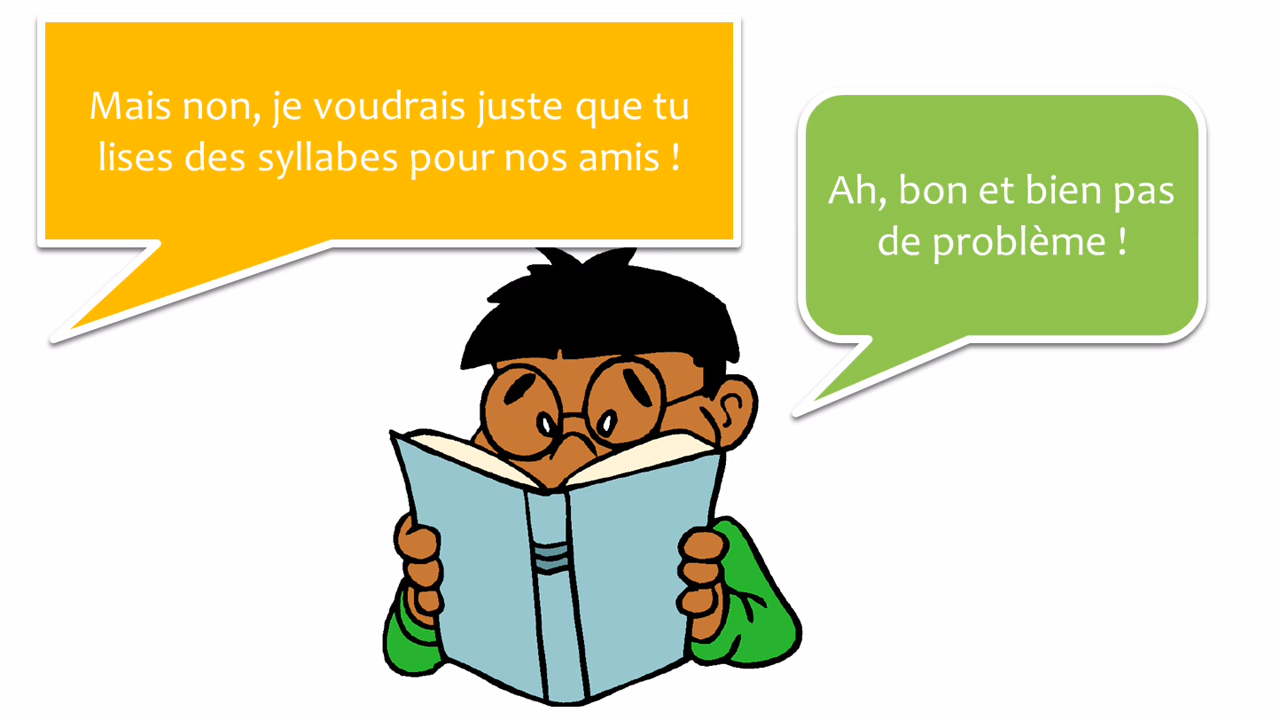 Mais non, je voudrais juste que tu
lises des syllabes pour nos amis !
Ah, bon et bien pas
de problème !